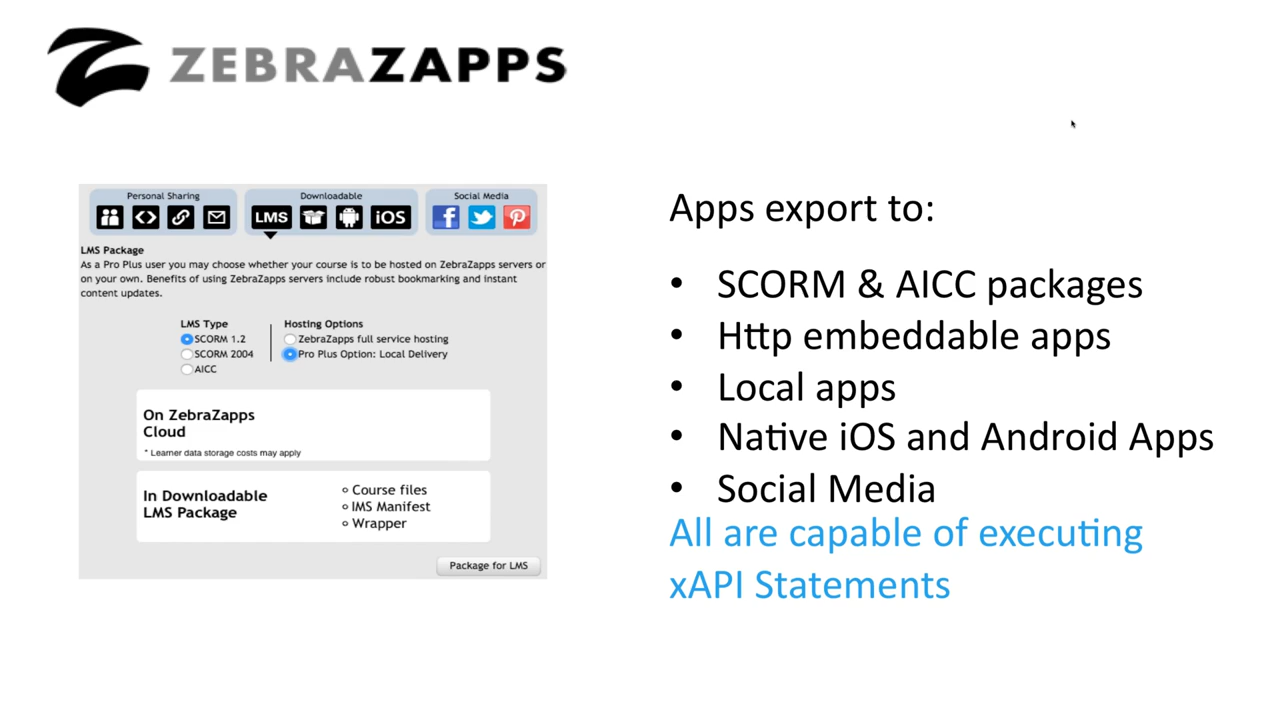 ZEBRAZAPPS
Personal Sharing
Downloadable
Social Media
LMS
iOS
LMS Package
As a Pro Plus user you may choose whether your course is to be hosted on ZebraZapps servers or
on your own. Benefits of using ZebraZapps servers include robust bookmarking and instant
content updates.
LMS Type
SCORM 1.2
SCORM 2004
AICC
Hosting Options
ZebraZapps full service hosting
Pro Plus Option: Local Delivery
On ZebraZapps
Cloud
* Learner data storage costs may apply
In Downloadable
LMS Package
Course files
IMS Manifest
Wrapper
Package for LMS
Apps export to:
• SCORM & AICC packages
• Http embeddable apps
• Local apps
• Native iOS and Android Apps
• Social Media
All are capable of executing
xAPI Statements